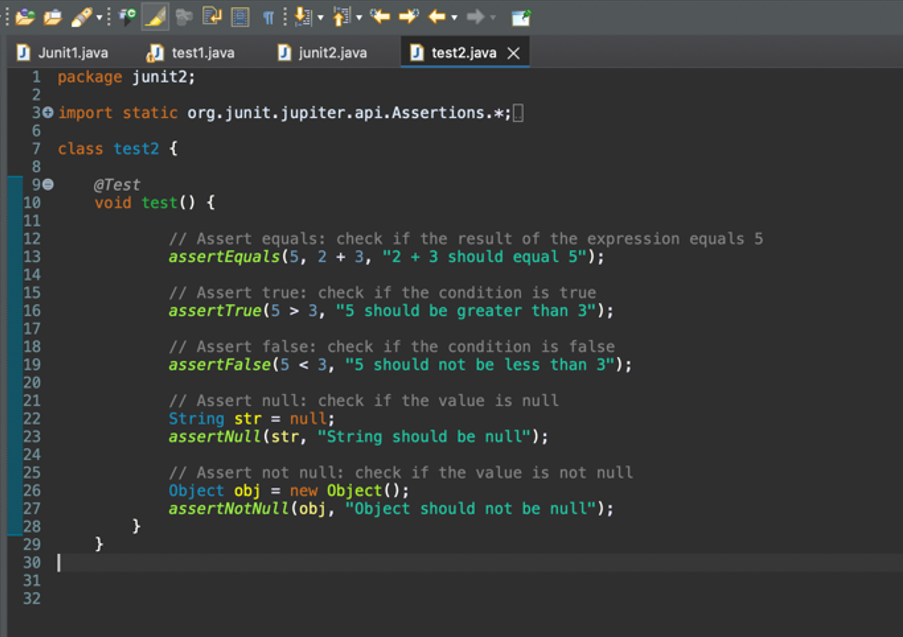 Junit1.java test1.java junit2.java test2.java
1 package junit2;
2
3 import static org.junit.jupiter.api.Assertions.*;
6
7 class test2 {
8
9 @Test
10 void test() {
11
12 // Assert equals: check if the result of the expression equals 5
13 assertEquals(5, 2 + 3, "2 + 3 should equal 5");
14
15 // Assert true: check if the condition is true
16 assertTrue(5 > 3, "5 should be greater than 3");
17
18 // Assert false: check if the condition is false
19 assertFalse(5 < 3, "5 should not be less than 3");
20
21 // Assert null: check if the value is null
22 String str = null;
23 assertNull(str, "String should be null");
24
25 // Assert not null: check if the value is not null
26 Object obj = new Object();
27 assertNotNull(obj, "Object should not be null");
28 }
29 }
30
31
32